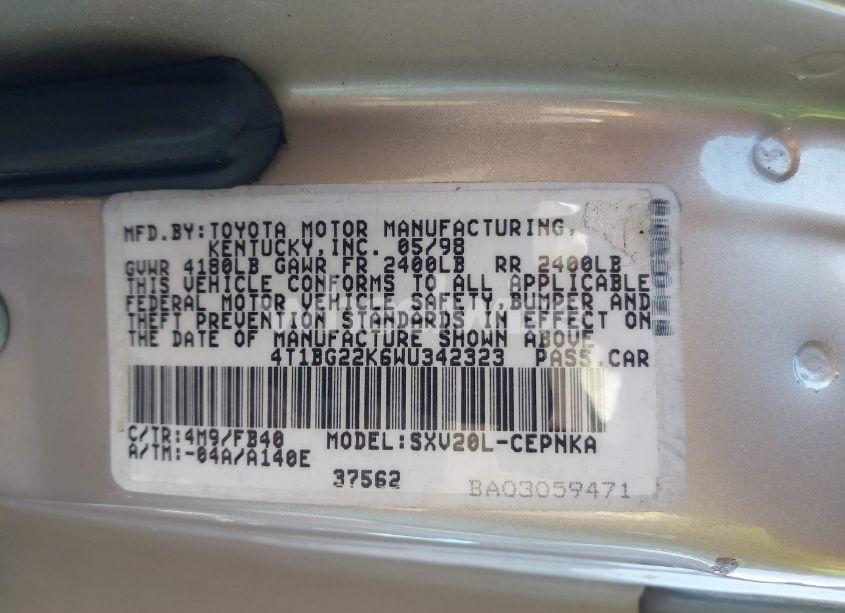 MFD.BY:TOYOTA MOTOR MANUFACTURING,
KENTUCKY,INC. 05/98
GVWR 4180LB GAWR FR 2400LB RR 2400LB
THIS VEHICLE CONFORMS TO ALL APPLICABLE
FEDERAL MOTOR VEHICLE SAFETY,BUMPER AND
THEFT PREVENTION STANDARDS IN EFFECT ON
THE DATE OF MANUFACTURE SHOWN ABOVE
4T1BG22K6WU342323 PASS.CAR
C/TR:4M9/FB40 MODEL:SXV20L-CEPNKA
A/TM:-04A/A140E
37562
BA03059471